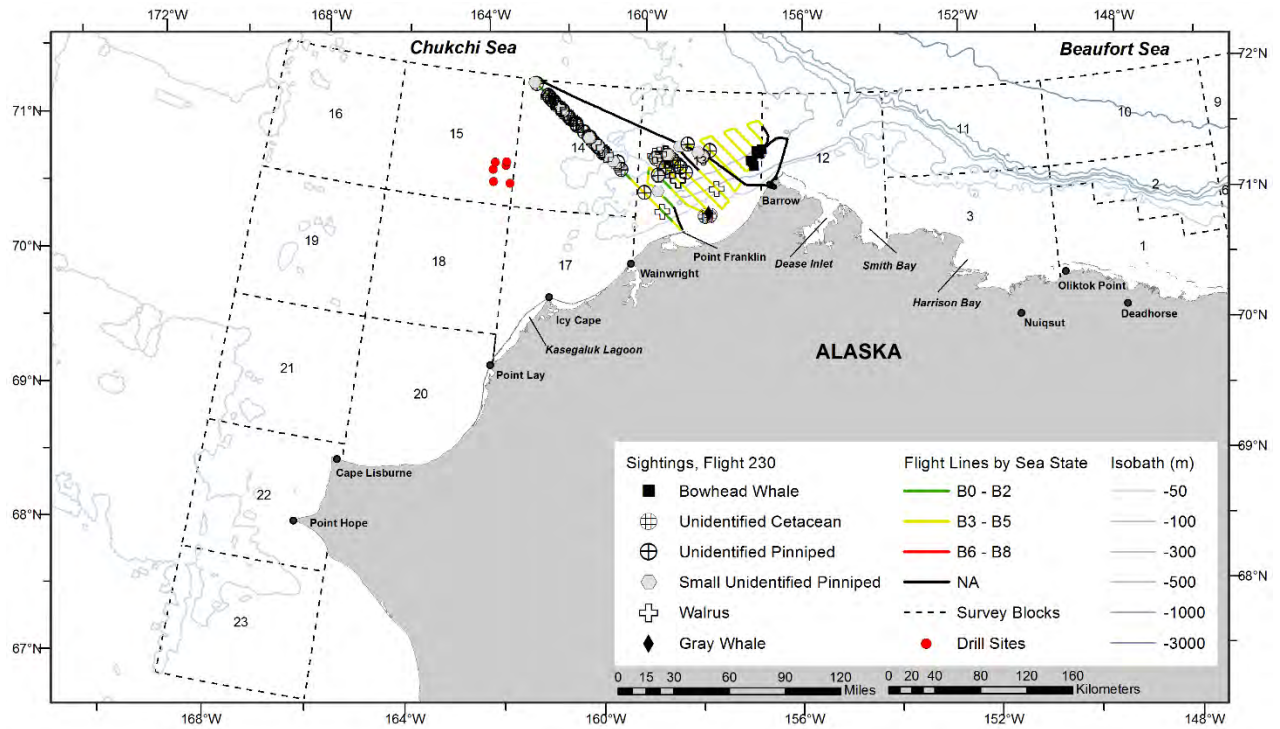 172°W 168°W 164°W 160°W 156°W 152°W 148°W
Chukchi Sea Beaufort Sea
72°N
71°N
16 15 14 12 11 10 9
71°N
Barrow 3 2 6 1
70°N
19 18 17
Point Franklin Dease Inlet Smith Bay
Wainwright
Harrison Bay Oliktok Point
Icy Cape Nuiqsut Deadhorse
70°N
Kasegaluk Lagoon
ALASKA
Point Lay
69°N
21 20
69°N
Cape Lisburne
22
Point Hope
68°N
68°N
23
67°N
67°N
Sightings, Flight 230
Bowhead Whale
Unidentified Cetacean
Unidentified Pinniped
Small Unidentified Pinniped
Walrus
Gray Whale
Flight Lines by Sea State
B0 - B2
B3 - B5
B6 - B8
NA
Survey Blocks
Drill Sites
Isobath (m)
-50
-100
-300
-500
-1000
-3000
0 15 30 60 90 120
Miles
0 20 40 80 120 160
Kilometers
168°W 164°W 160°W 156°W 152°W 148°W